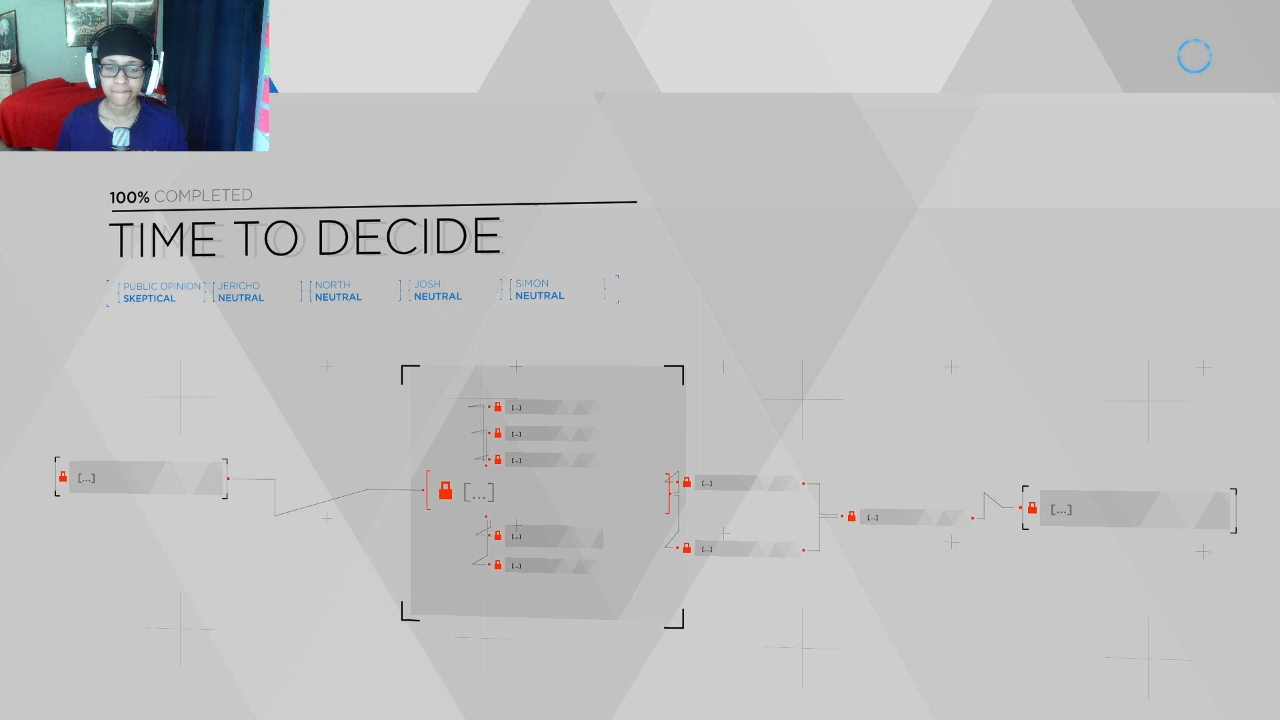 100% COMPLETED
TIME TO DECIDE
PUBLIC OPINION JERICHO NORTH JOSH SIMON
SKEPTICAL NEUTRAL NEUTRAL NEUTRAL NEUTRAL
[...]
[...]
[...]
[...]
[...]
[...]
[...]
[...]
[...]
[...]
[...]